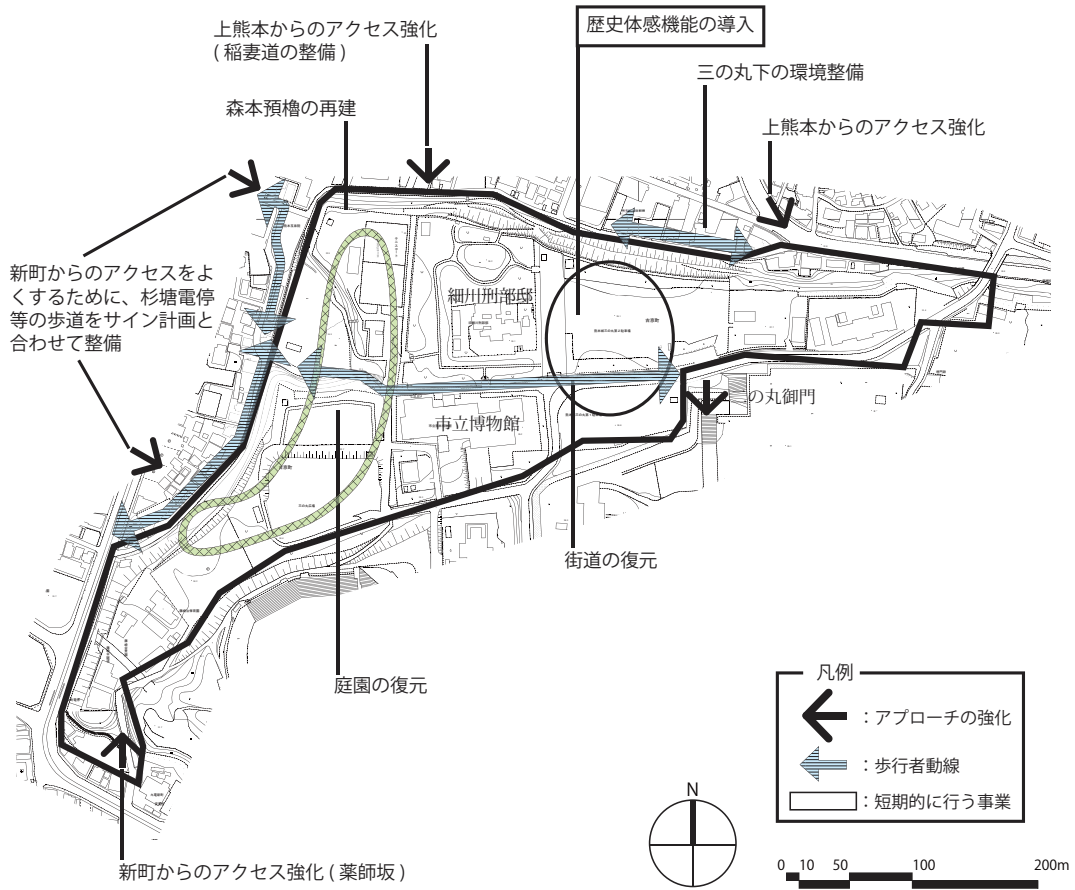 上熊本からのアクセス強化
( 稲妻道の整備 )
歴史体感機能の導入
三の丸下の環境整備
森本預櫓の再建
上熊本からのアクセス強化
新町からのアクセスをよ
くするために、杉塘電停
等の歩道をサイン計画と
合わせて整備
細川刑部邸
の丸御門
市立博物館
街道の復元
庭園の復元
凡例
：アプローチの強化
：歩行者動線
：短期的に行う事業
N
新町からのアクセス強化 ( 薬師坂 )
0 10 50 100 200m